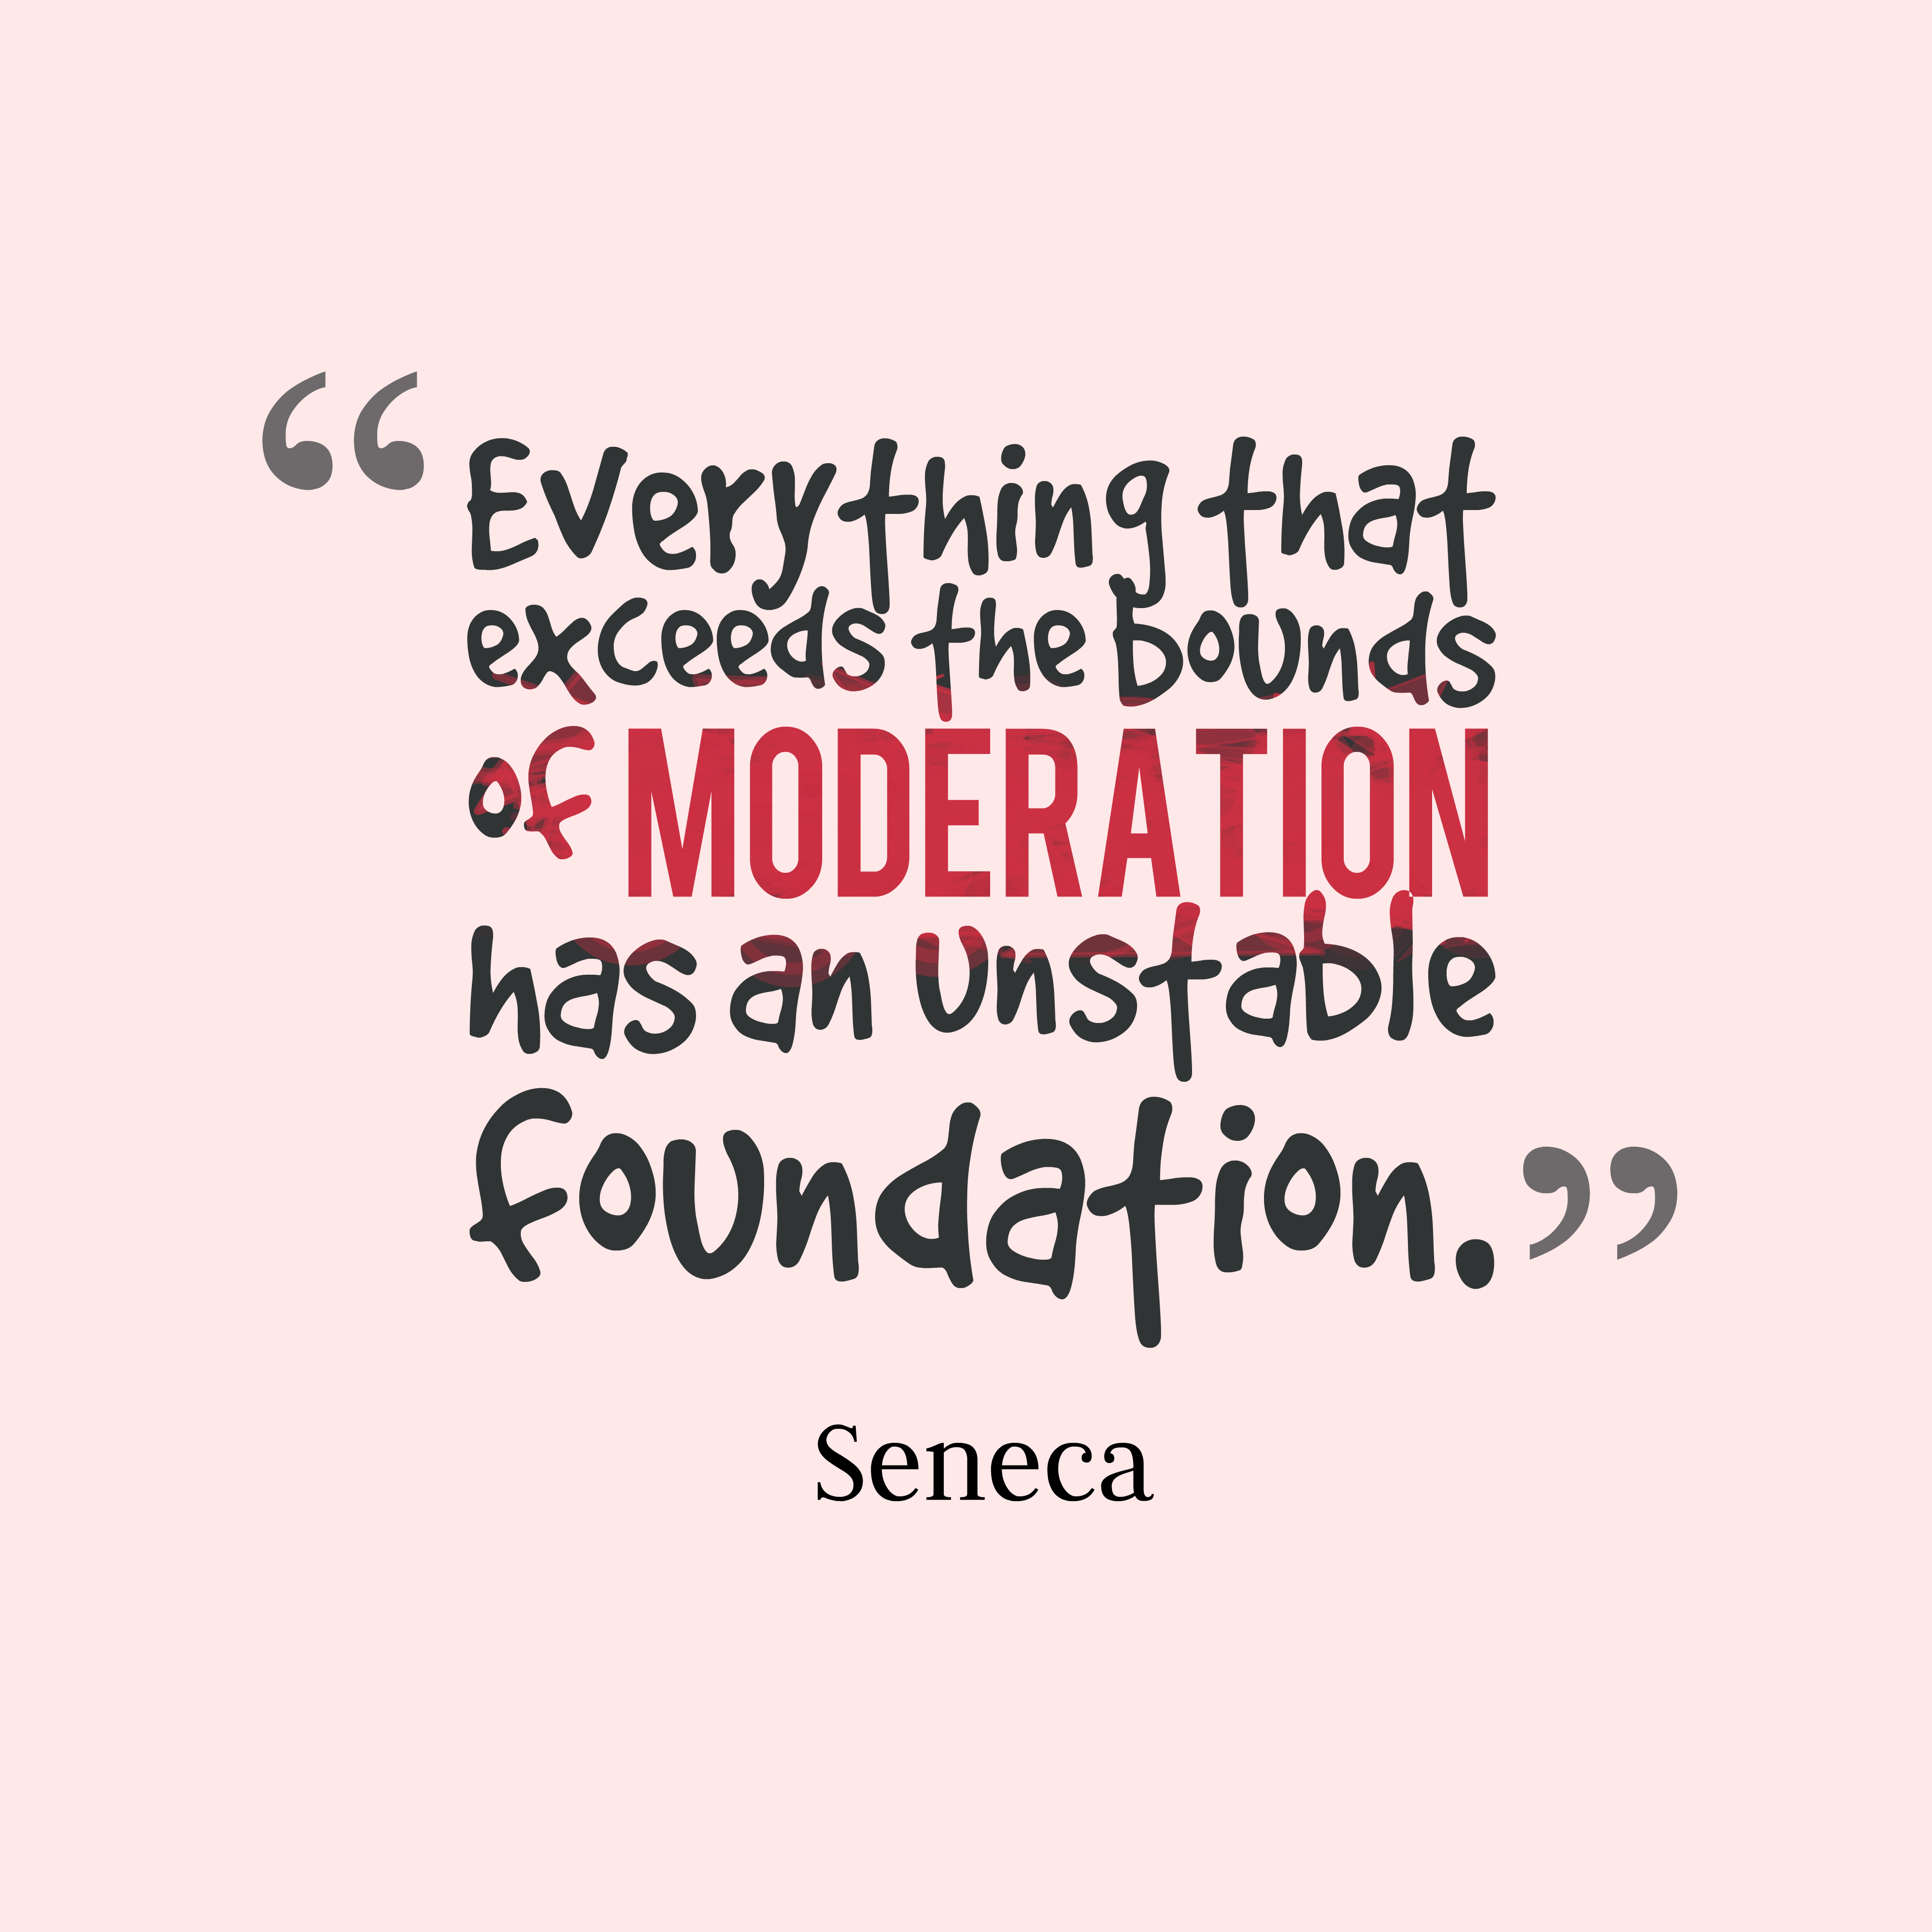 “Everything that
exceeds the bounds
of MODERATION
has an unstable
foundation.”
Seneca